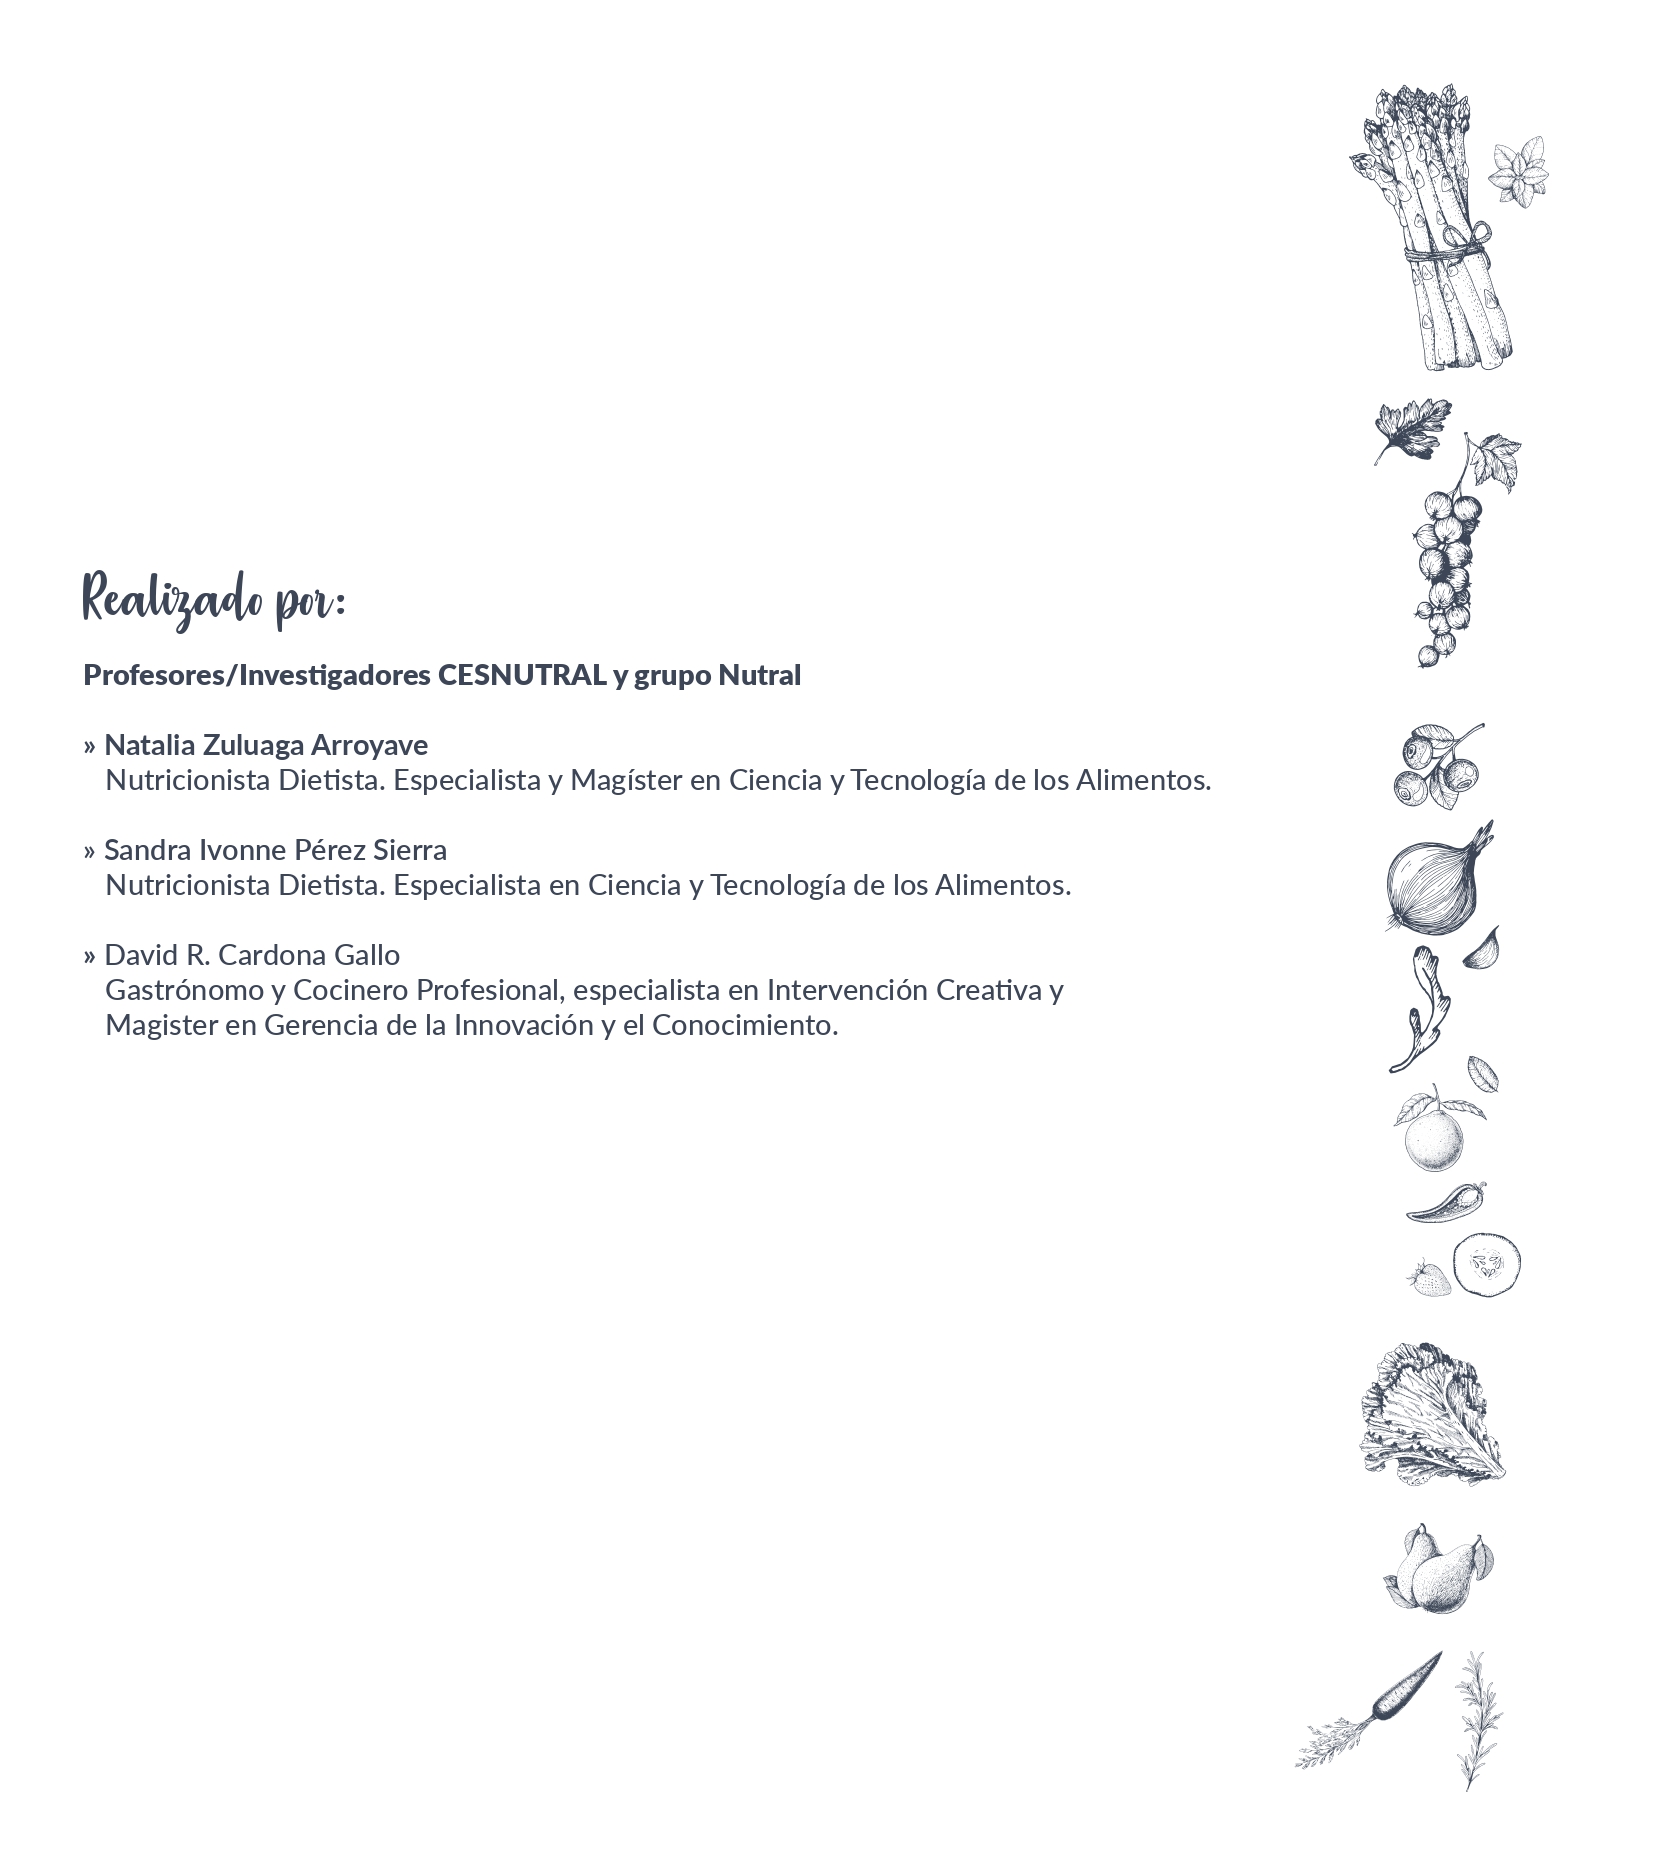 Realizado por:
Profesores/Investigadores CESNUTRAL y grupo Nutral
» Natalia Zuluaga Arroyave
Nutricionista Dietista. Especialista y Magíster en Ciencia y Tecnología de los Alimentos.
» Sandra Ivonne Pérez Sierra
Nutricionista Dietista. Especialista en Ciencia y Tecnología de los Alimentos.
» David R. Cardona Gallo
Gastrónomo y Cocinero Profesional, especialista en Intervención Creativa y
Magister en Gerencia de la Innovación y el Conocimiento.